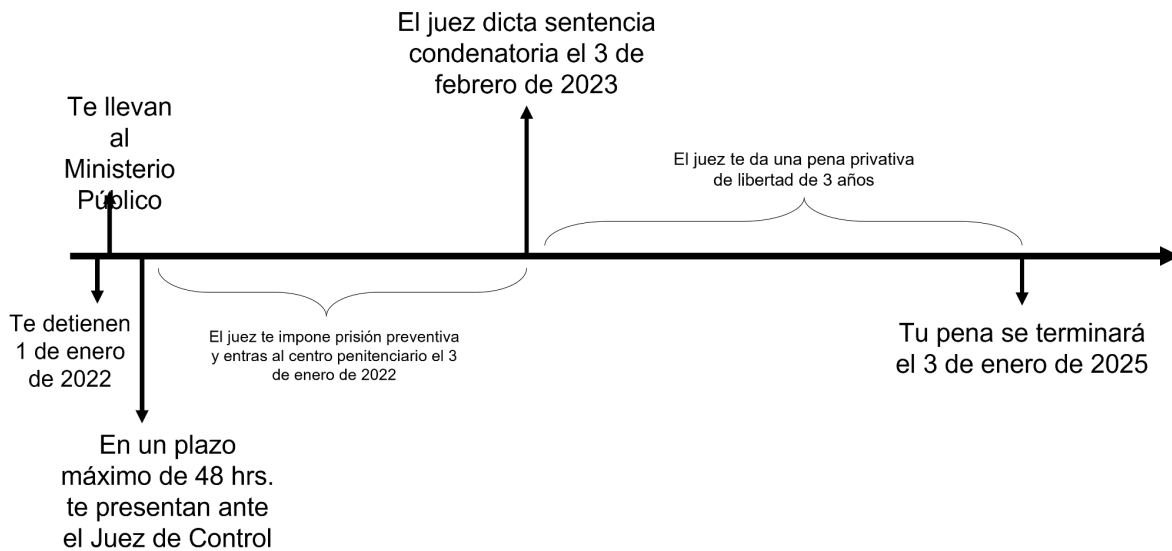 El juez dicta sentencia
condenatoria el 3 de
febrero de 2023
Te llevan
al
Ministerio
Público
El juez te da una pena privativa
de libertad de 3 años
Te detienen
1 de enero
de 2022
El juez te impone prisión preventiva
y entras al centro penitenciario el 3
de enero de 2022
Tu pena se terminará
el 3 de enero de 2025
En un plazo
máximo de 48 hrs.
te presentan ante
el Juez de Control